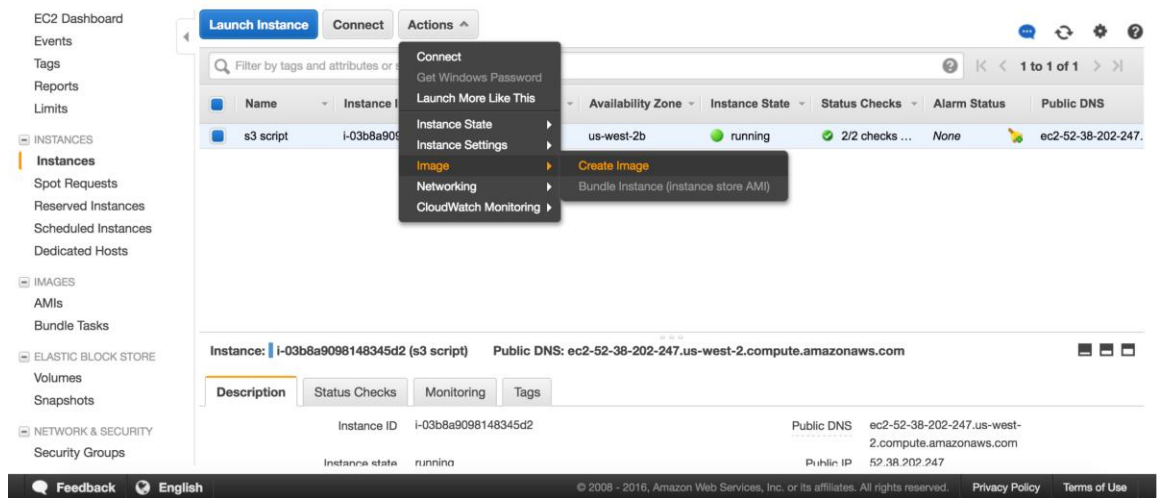 EC2 Dashboard
Events
Tags
Reports
Limits
INSTANCES
Instances
Spot Requests
Reserved Instances
Scheduled Instances
Dedicated Hosts
IMAGES
AMIs
Bundle Tasks
ELASTIC BLOCK STORE
Volumes
Snapshots
NETWORK & SECURITY
Security Groups
Launch Instance Connect Actions
Filter by tags and attributes or s
1 to 1 of 1
Name Instance I Availability Zone Instance State Status Checks Alarm Status Public DNS
s3 script i-03b8a909 us-west-2b running 2/2 checks ... None ec2-52-38-202-247.
Connect
Get Windows Password
Launch More Like This
Instance State
Instance Settings
Image
Networking
CloudWatch Monitoring
Create Image
Bundle Instance (instance store AMI)
Instance: i-03b8a9098148345d2 (s3 script) Public DNS: ec2-52-38-202-247.us-west-2.compute.amazonaws.com
Description Status Checks Monitoring Tags
Instance ID i-03b8a9098148345d2 Public DNS ec2-52-38-202-247.us-west-
2.compute.amazonaws.com
Instance state running Public IP 52.38.202.247
Feedback English © 2008 - 2016, Amazon Web Services, Inc. or its affiliates. All rights reserved. Privacy Policy Terms of Use